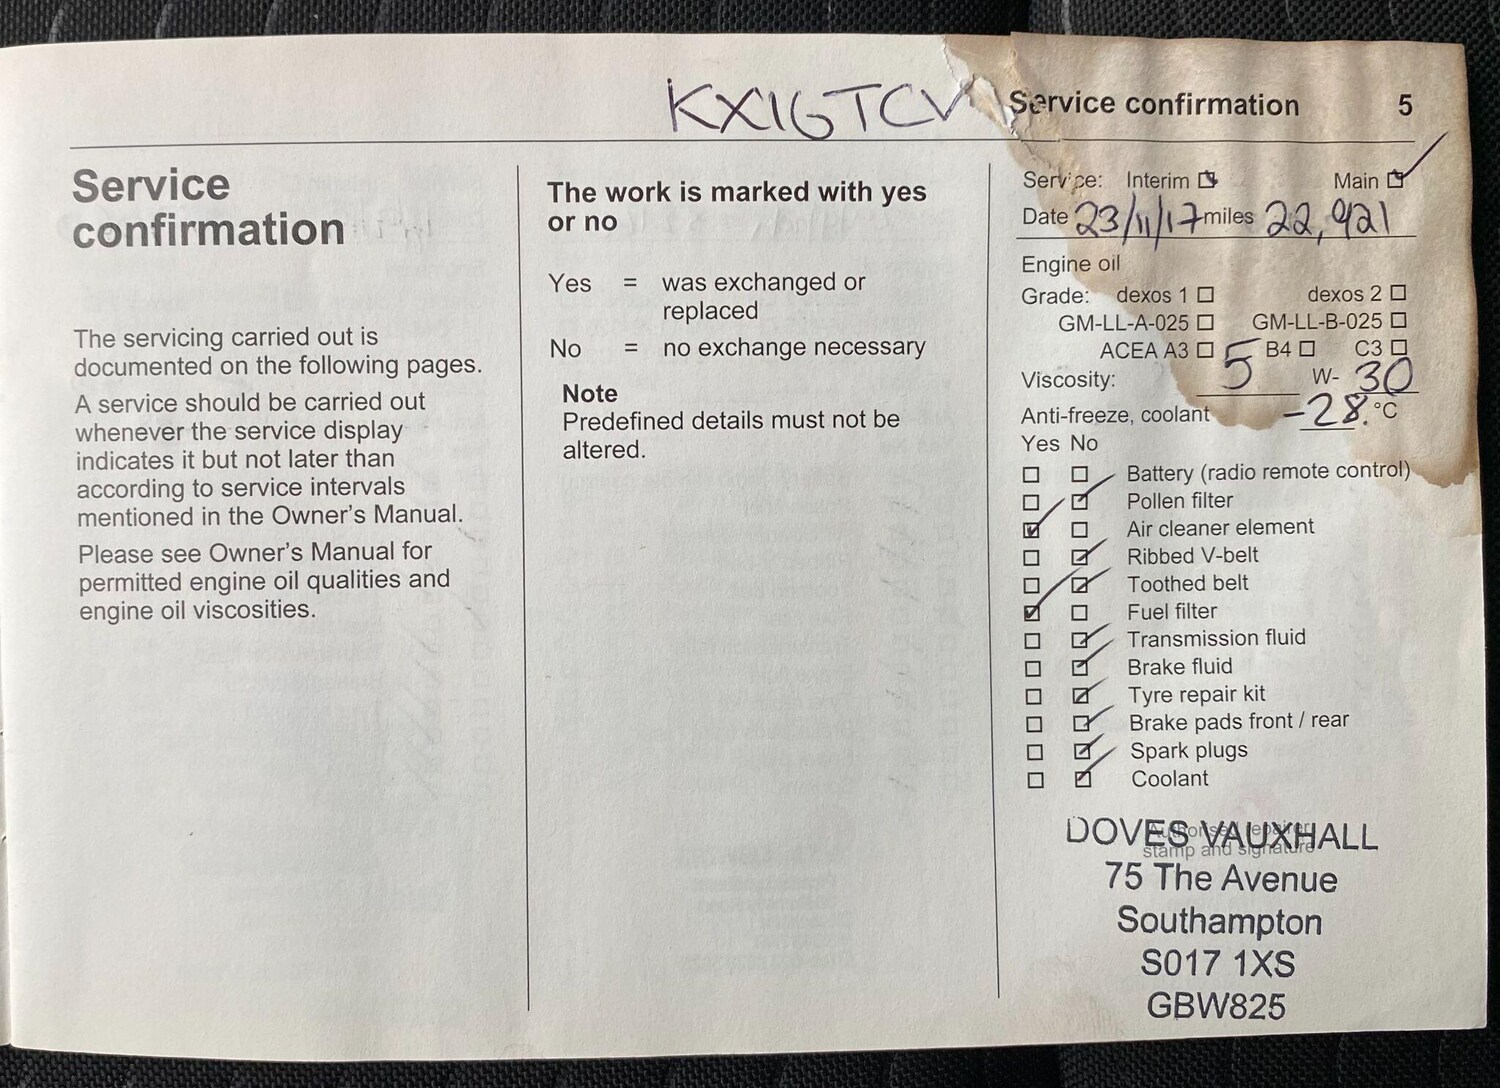 KX16TCV
Service confirmation 5
Service
confirmation
The servicing carried out is
documented on the following pages.
A service should be carried out
whenever the service display
indicates it but not later than
according to service intervals
mentioned in the Owner's Manual.
Please see Owner's Manual for
permitted engine oil qualities and
engine oil viscosities.
The work is marked with yes
or no
Yes = was exchanged or
replaced
No = no exchange necessary
Note
Predefined details must not be
altered.
Service: Interim Main
Date 23/11/17 miles 22,921
Engine oil
Grade: dexos 1 dexos 2
GM-LL-A-025 GM-LL-B-025
ACEA A3 B4 C3
Viscosity: 5 W- 30
Anti-freeze, coolant -28. °C
Yes No
Battery (radio remote control)
Pollen filter
Air cleaner element
Ribbed V-belt
Toothed belt
Fuel filter
Transmission fluid
Brake fluid
Tyre repair kit
Brake pads front / rear
Spark plugs
Coolant
Authorised repairer
stamp and signature
DOVES VAUXHALL
75 The Avenue
Southampton
S017 1XS
GBW825